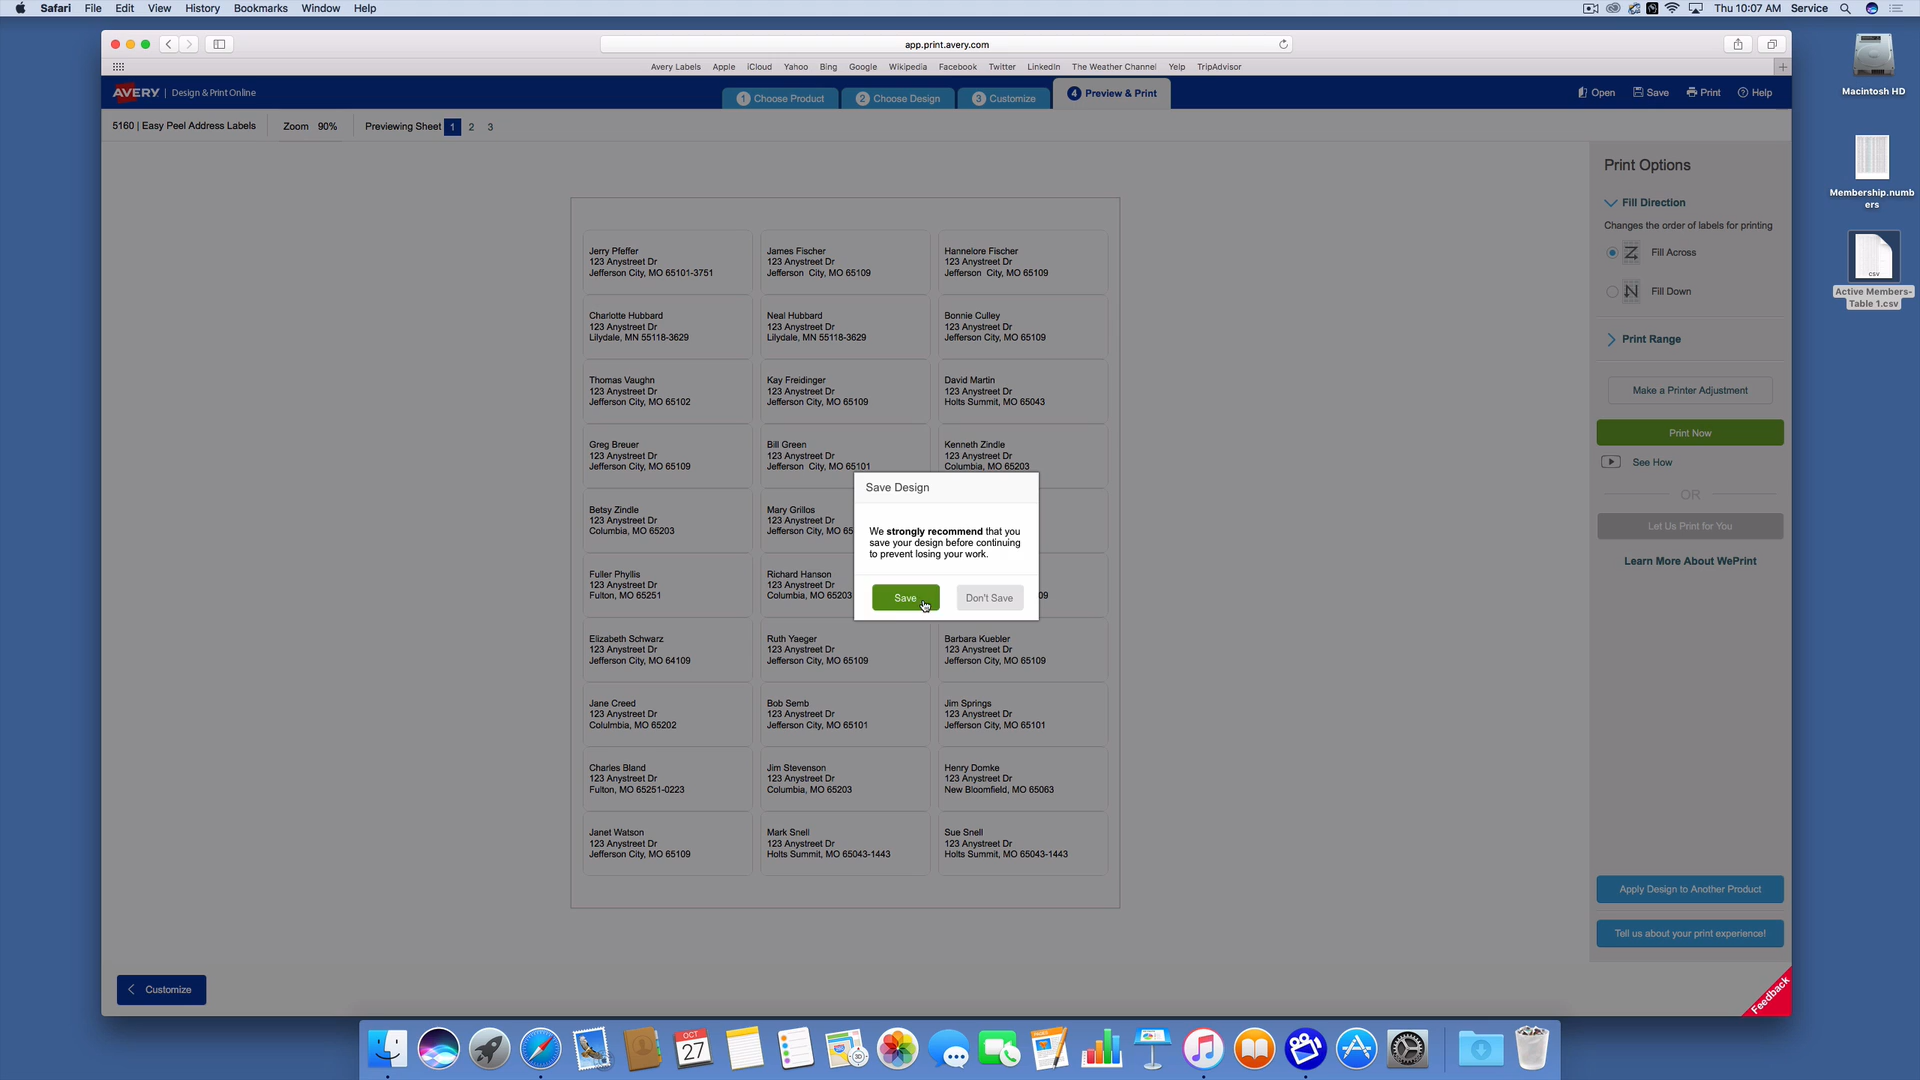 Safari File Edit View History Bookmarks Window Help
Thu 10:07 AM Service
app.print.avery.com
Avery Labels Apple iCloud Yahoo Bing Google Wikipedia Facebook Twitter LinkedIn The Weather Channel Yelp TripAdvisor
AVERY | Design & Print Online
1 Choose Product 2 Choose Design 3 Customize 4 Preview & Print
Open Save Print Help
5160 | Easy Peel Address Labels Zoom 90% Previewing Sheet 1 2 3
Jerry Pfeffer
123 Anystreet Dr
Jefferson City, MO 65101-3751
James Fischer
123 Anystreet Dr
Jefferson City, MO 65109
Hannelore Fischer
123 Anystreet Dr
Jefferson City, MO 65109
Charlotte Hubbard
123 Anystreet Dr
Lilydale, MN 55118-3629
Neal Hubbard
123 Anystreet Dr
Lilydale, MN 55118-3629
Bonnie Culley
123 Anystreet Dr
Jefferson City, MO 65109
Thomas Vaughn
123 Anystreet Dr
Jefferson City, MO 65102
Kay Freidinger
123 Anystreet Dr
Jefferson City, MO 65109
David Martin
123 Anystreet Dr
Holts Summit, MO 65043
Greg Breuer
123 Anystreet Dr
Jefferson City, MO 65109
Bill Green
123 Anystreet Dr
Jefferson City, MO 65101
Kenneth Zindle
123 Anystreet Dr
Columbia, MO 65203
Betsy Zindle
123 Anystreet Dr
Columbia, MO 65203
Mary Grillos
123 Anystreet Dr
Jefferson City, MO 65
Fuller Phyllis
123 Anystreet Dr
Fulton, MO 65251
Richard Hanson
123 Anystreet Dr
Columbia, MO 65203
09
Save Design
We strongly recommend that you
save your design before continuing
to prevent losing your work.
Save Don't Save
Elizabeth Schwarz
123 Anystreet Dr
Jefferson City, MO 64109
Ruth Yaeger
123 Anystreet Dr
Jefferson City, MO 65109
Barbara Kuebler
123 Anystreet Dr
Jefferson City, MO 65109
Jane Creed
123 Anystreet Dr
Columbia, MO 65202
Bob Semb
123 Anystreet Dr
Jefferson City, MO 65101
Jim Springs
123 Anystreet Dr
Jefferson City, MO 65101
Charles Bland
123 Anystreet Dr
Fulton, MO 65251-0223
Jim Stevenson
123 Anystreet Dr
Columbia, MO 65203
Henry Domke
123 Anystreet Dr
New Bloomfield, MO 65063
Janet Watson
123 Anystreet Dr
Jefferson City, MO 65109
Mark Snell
123 Anystreet Dr
Holts Summit, MO 65043-1443
Sue Snell
123 Anystreet Dr
Holts Summit, MO 65043-1443
Print Options
Fill Direction
Changes the order of labels for printing
Fill Across
Fill Down
Print Range
Make a Printer Adjustment
Print Now
See How
OR
Let Us Print for You
Learn More About WePrint
Apply Design to Another Product
Tell us about your print experience!
Feedback
Customize
Macintosh HD
Membership.numb
ers
CSV
Active Members-
Table 1.csv
OCT
27